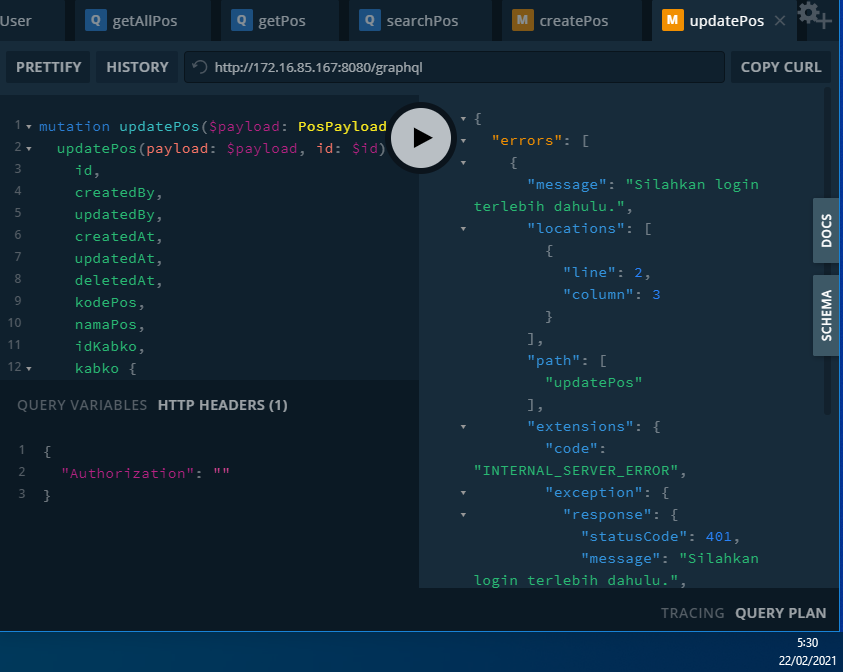 User
Q getAllPos
Q getPos
Q searchPos
M createPos
M updatePos
PRETTIFY
HISTORY
http://172.16.85.167:8080/graphql
COPY CURL
1 mutation updatePos($payload: PosPayload
2 updatePos(payload: $payload, id: $id)
3 id,
4 createdBy,
5 updatedBy,
6 createdAt,
7 updatedAt,
8 deletedAt,
9 kodePos,
10 namaPos,
11 idKabko,
12 kabko {
QUERY VARIABLES HTTP HEADERS (1)
1 {
2 "Authorization": ""
3 }
{
"errors": [
{
"message": "Silahkan login
terlebih dahulu.",
"locations": [
{
"line": 2,
"column": 3
}
],
"path": [
"updatePos"
],
"extensions": {
"code":
"INTERNAL_SERVER_ERROR",
"exception": {
"response": {
"statusCode": 401,
"message": "Silahkan
login terlebih dahulu.",
DOCS
SCHEMA
TRACING QUERY PLAN
5:30
22/02/2021